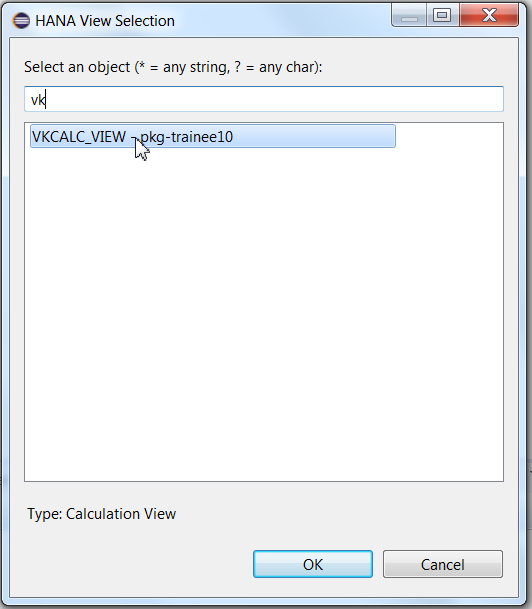 HANA View Selection
Select an object (* = any string, ? = any char):
vk
VKCALC_VIEW - pkg-trainee10
Type: Calculation View
OK
Cancel